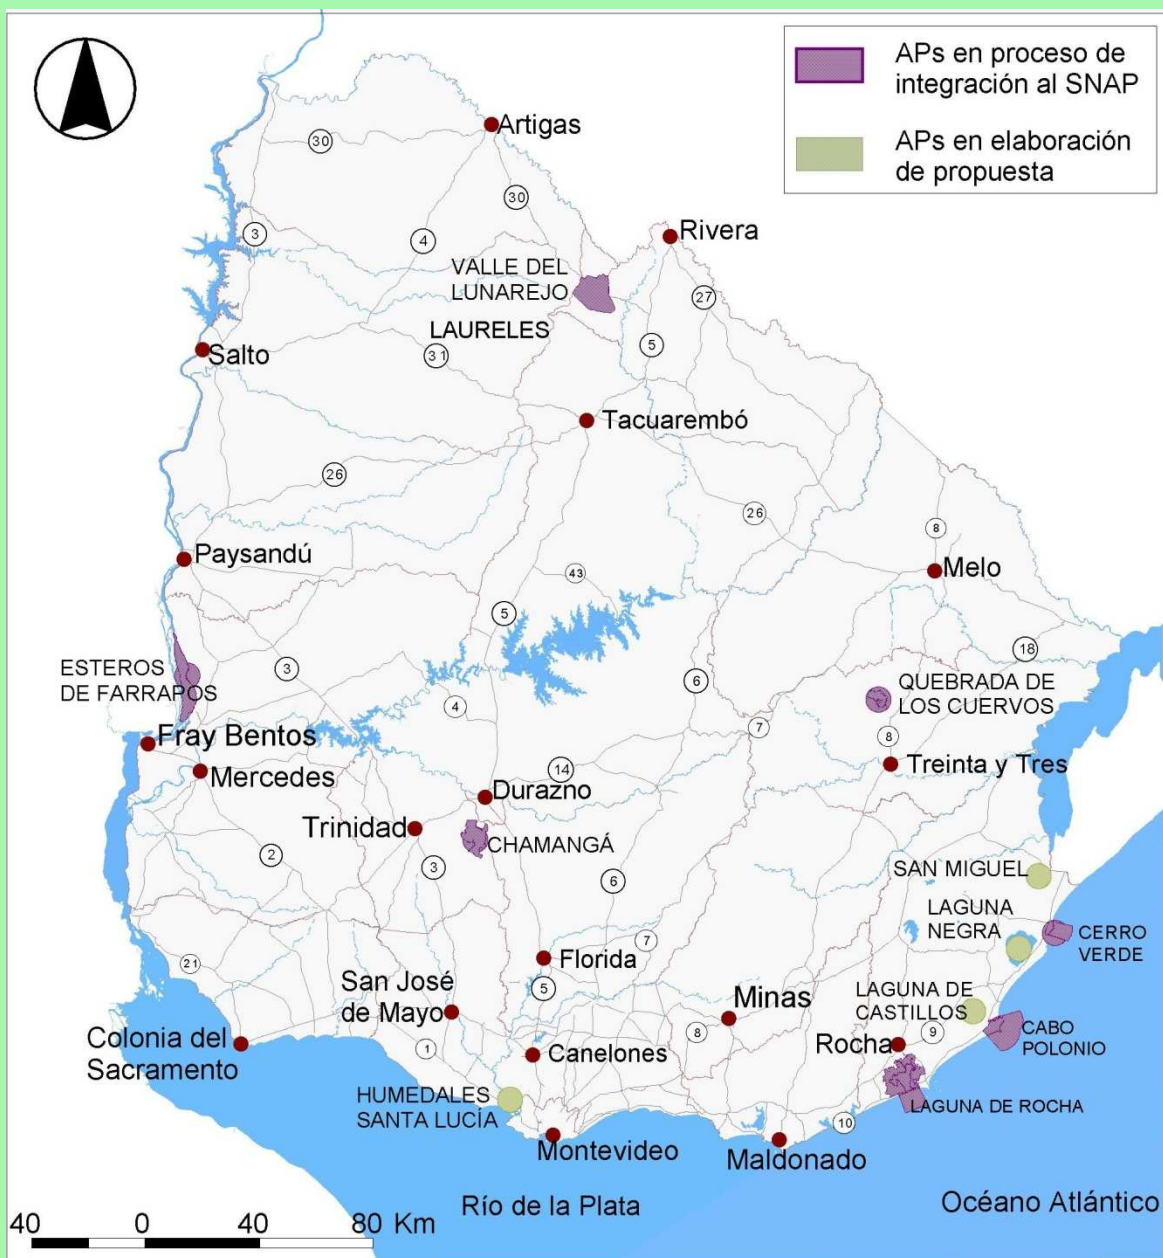 APs en proceso de
integración al SNAP
APs en elaboración
de propuesta
Artigas
30
30
3
4
Rivera
VALLE DEL
LUNAREJO
27
LAURELES
5
31
Salto
Tacuarembó
26
26
8
Paysandú
Melo
43
5
18
ESTEROS
DE FARRAPOS
3
6
QUEBRADA DE
LOS CUERVOS
4
7
8
Fray Bentos
Mercedes
14
Treinta y Tres
Durazno
Trinidad
CHAMANGÁ
2
3
6
SAN MIGUEL
LAGUNA
NEGRA
CERRO
VERDE
7
Florida
21
5
San José
de Mayo
Minas
LAGUNA DE
CASTILLOS
8
9
CABO
POLONIO
Rocha
Colonia del
Sacramento
1
Canelones
HUMEDALES
SANTA LUCÍA
LAGUNA DE ROCHA
10
Montevideo
Maldonado
Río de la Plata
Océano Atlántico
40 0 40 80 Km